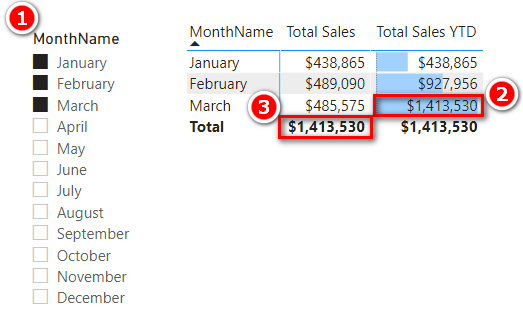 1
MonthName
January
February
March
April
May
June
July
August
September
October
November
December
MonthName Total Sales Total Sales YTD
January $438,865 $438,865
February $489,090 $927,956
March $485,575 $1,413,530
Total $1,413,530 $1,413,530
2
3